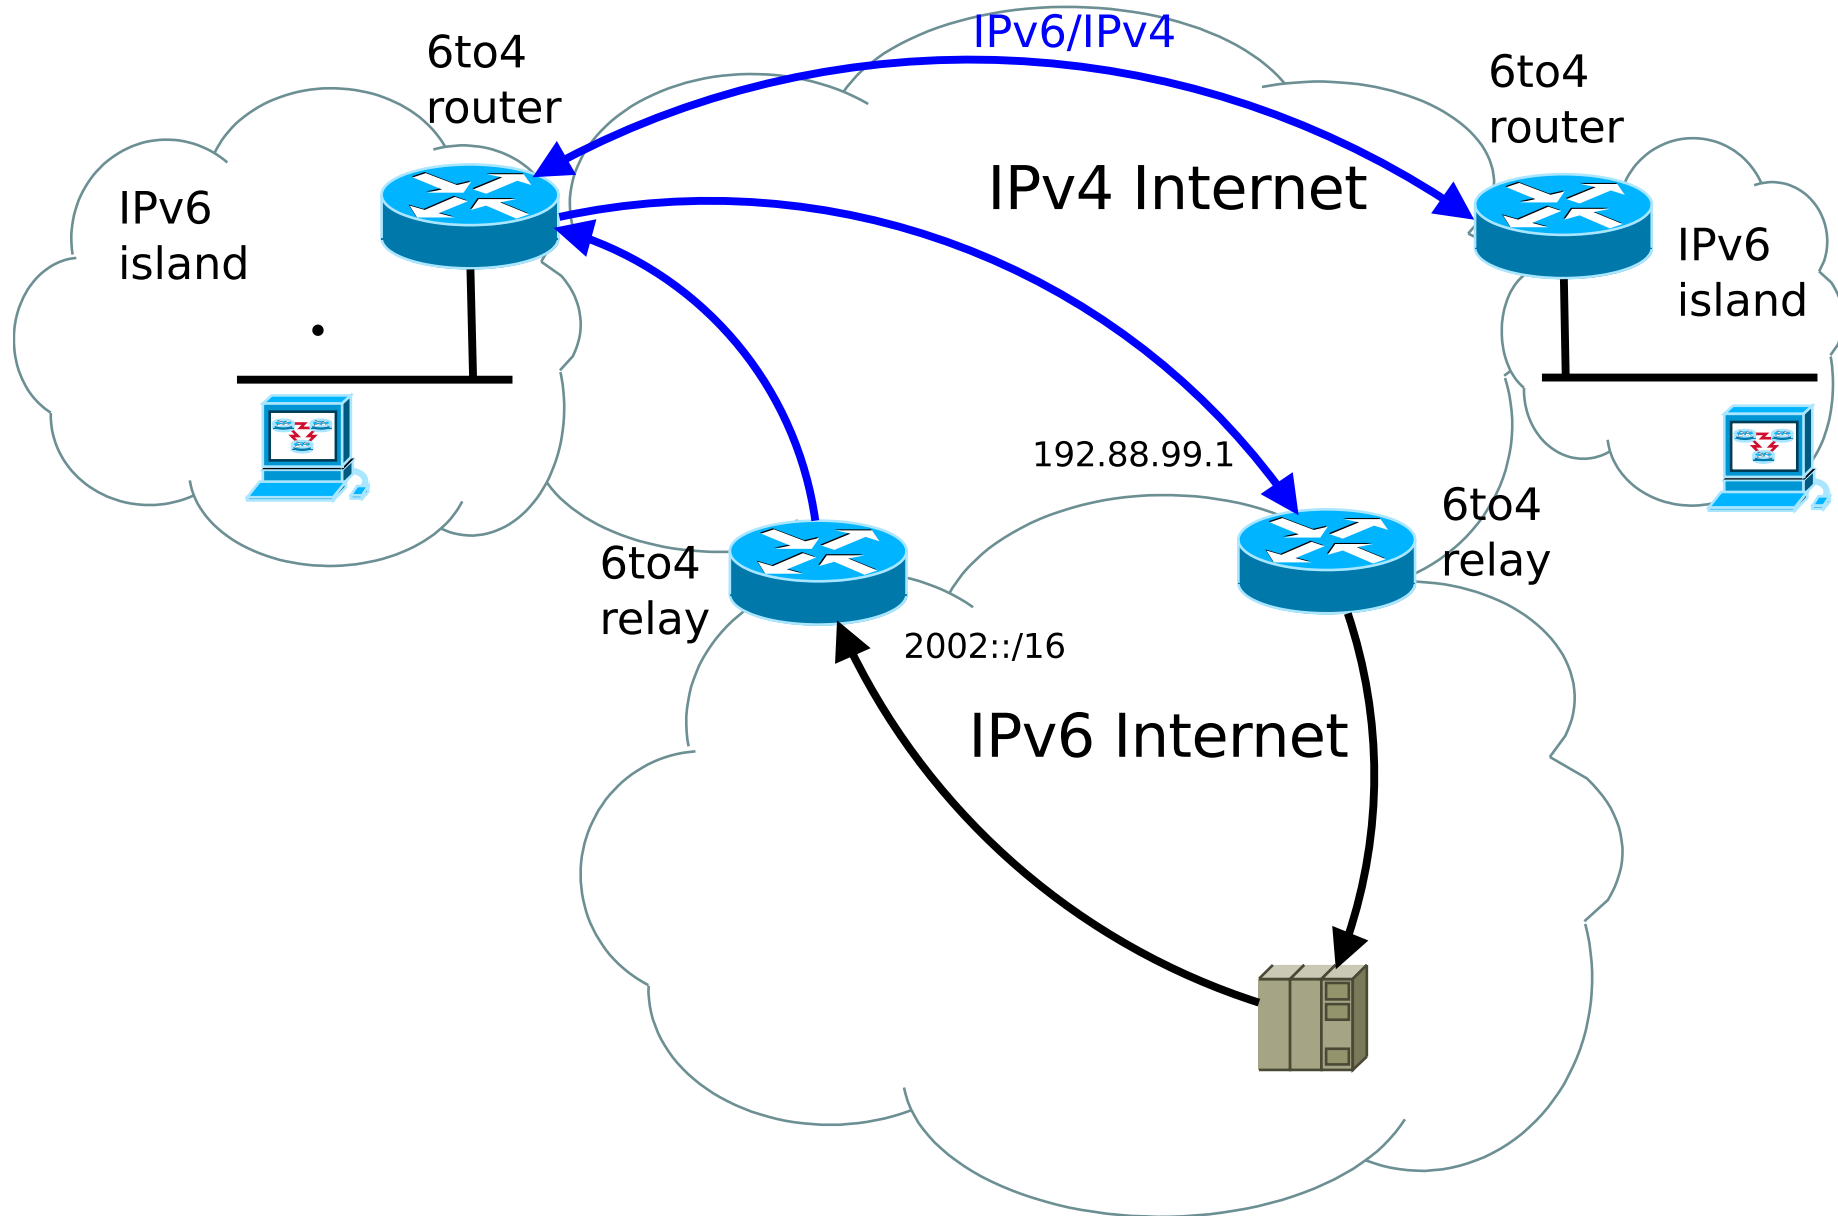 IPv6/IPv4
6to4
router
6to4
router
IPv4 Internet
IPv6
island
IPv6
island
192.88.99.1
6to4
relay
6to4
relay
2002::/16
IPv6 Internet